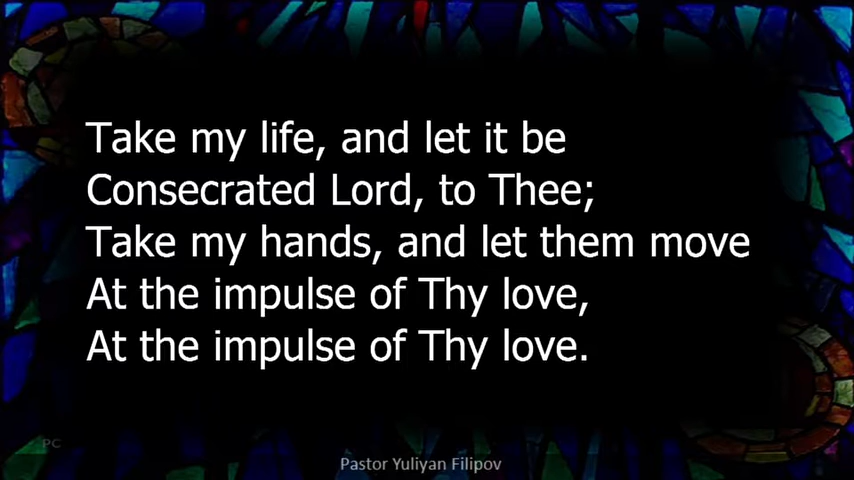 Take my life, and let it be
Consecrated Lord, to Thee;
Take my hands, and let them move
At the impulse of Thy love,
At the impulse of Thy love.
PC
Pastor Yuliyan Filipov